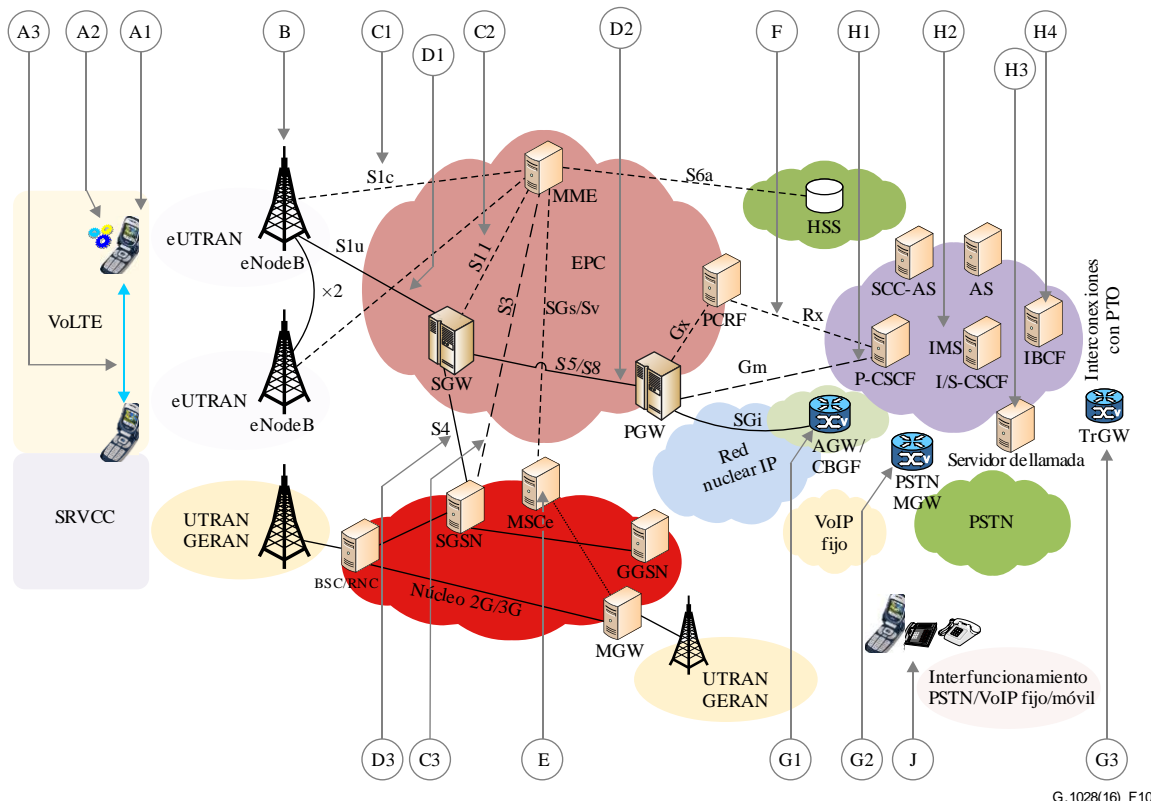 A3
A2
A1
B
C1
D1
C2
D2
F
H1
H2
H3
H4
S1c
MME
S6a
HSS
eUTRAN
eNodeB
S1u
S11
EPC
SCC-AS
AS
×2
S3
SGs/Sv
PCRF
Rx
Gx
VoLTE
IMS
IBCF
Interconexiones
con PTO
SGW
S5/S8
Gm
P-CSCF
I/S-CSCF
eUTRAN
eNodeB
PGW
SGi
TrGW
S4
Red
nuclear IP
AGW/
CBGF
PSTN
MGW
Servidor de llamada
SRVCC
UTRAN
GERAN
SGSN
MSCe
VoIP
fijo
PSTN
BSC/RNC
GGSN
Núcleo 2G/3G
MGW
UTRAN
GERAN
Interfuncionamiento
PSTN/VoIP fijo/móvil
D3
C3
E
G1
G2
J
G3
G.1028(16)_F10